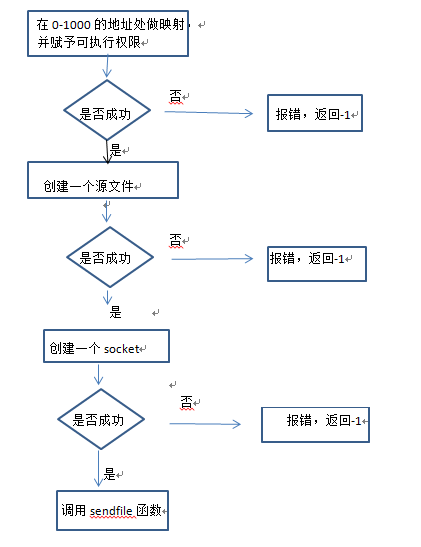 在 0-1000 的地址处做映射，
并赋予可执行权限
是否成功
否
报错，返回-1
是
创建一个源文件
是否成功
否
报错，返回-1
是
创建一个 socket
是否成功
否
报错，返回-1
是
调用 sendfile 函数